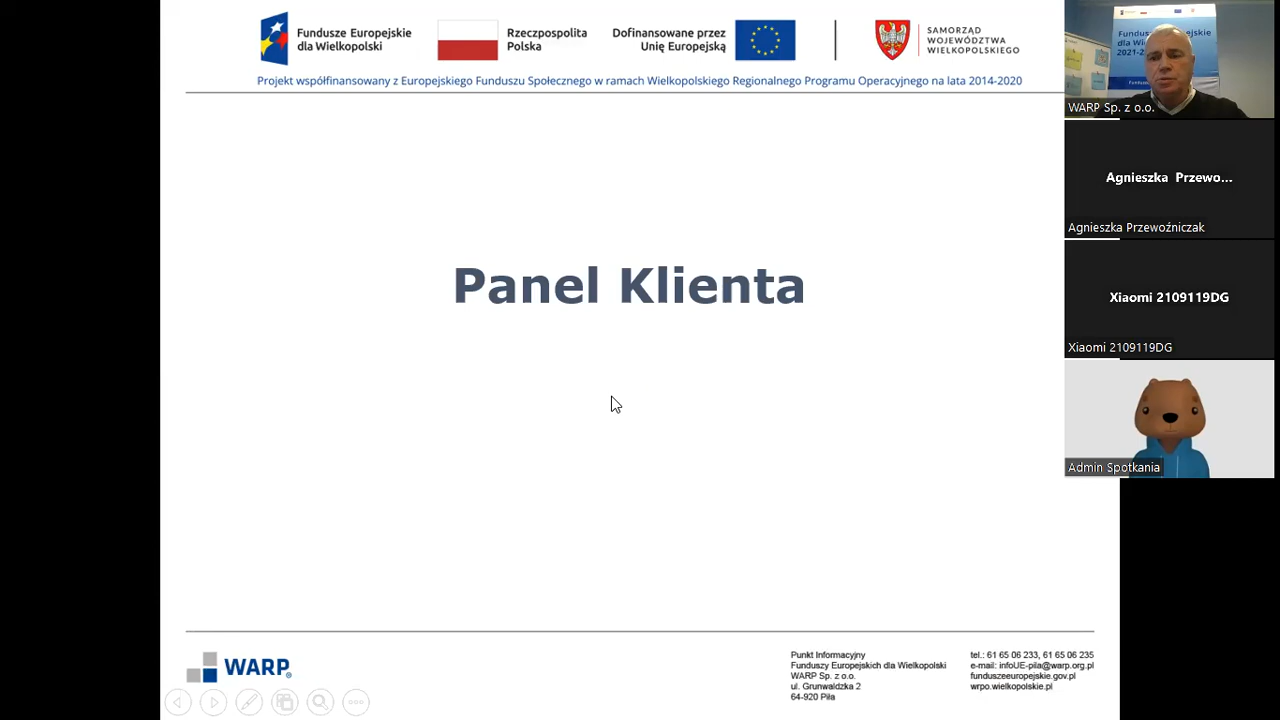 Fundusze Europejskie
dla Wielkopolski
Rzeczpospolita
Polska
Dofinansowane przez
Unię Europejską
SAMORZĄD
WOJEWÓDZTWA
WIELKOPOLSKIEGO
Projekt współfinansowany z Europejskiego Funduszu Społecznego w ramach Wielkopolskiego Regionalnego Programu Operacyjnego na lata 2014-2020
Panel Klienta
WARP
Punkt Informacyjny
Funduszy Europejskich dla Wielkopolski
WARP Sp. z o.o.
ul. Grunwaldzka 2
64-920 Piła
tel.: 61 65 06 233, 61 65 06 235
e-mail: infoUE-pila@warp.org.pl
funduszeeuropejskie.gov.pl
wrpo.wielkopolskie.pl
WARP Sp. z o.o.
Agnieszka Przewo...
Agnieszka Przewoźniczak
Xiaomi 2109119DG
Xiaomi 2109119DG
Admin Spotkania